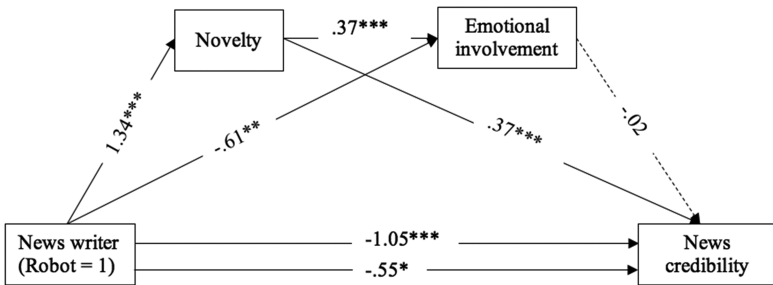 Novelty
.37***
Emotional
involvement
1.34***
-.61**
.37***
-.02
News writer
(Robot = 1)
-1.05***
-.55*
News
credibility